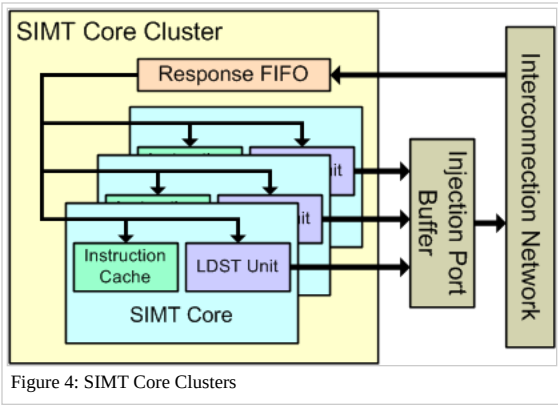 SIMT Core Cluster
Response FIFO
Instruction
Cache
LDST Unit
SIMT Core
Injection Port
Buffer
Interconnection Network
Figure 4: SIMT Core Clusters